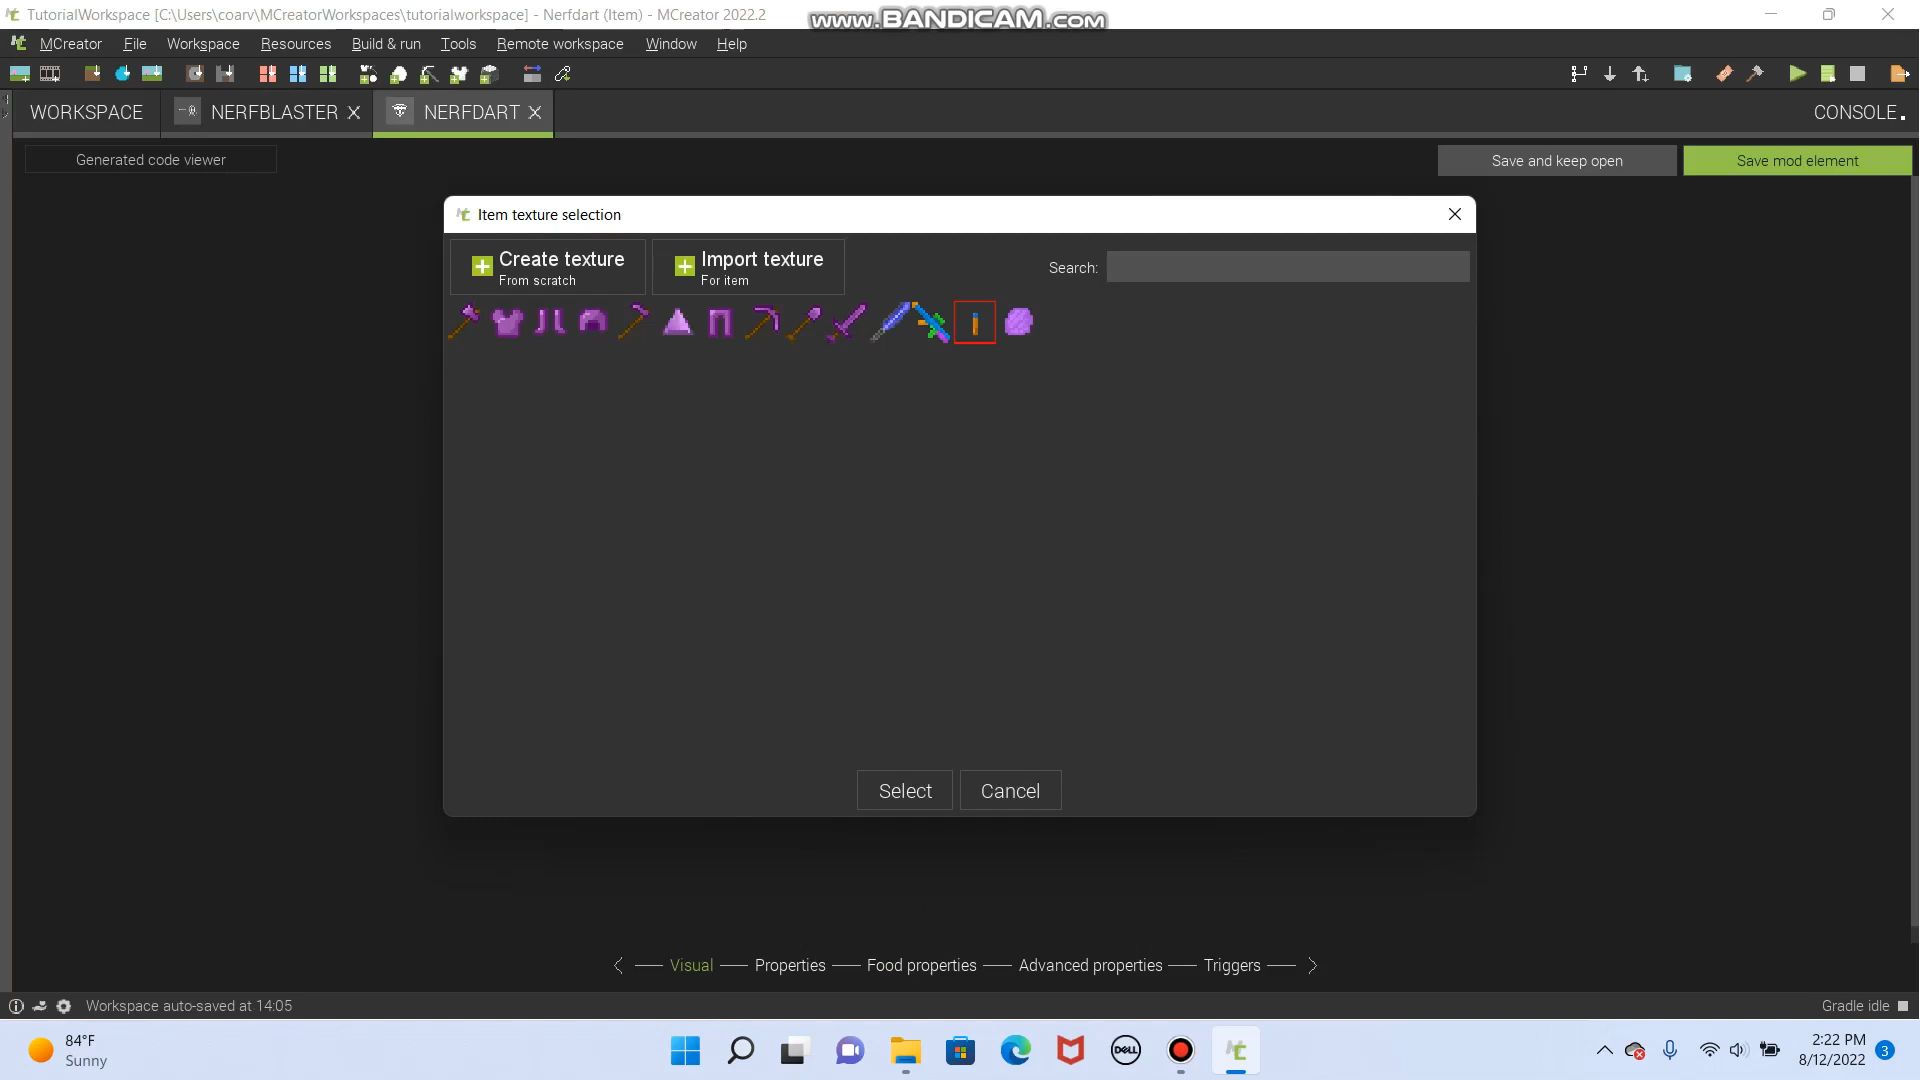 TutorialWorkspace [C:\Users\coarv\MCreatorWorkspaces\tutorialworkspace] - Nerfdart (Item) - MCreator 2022.2
www.BANDICAM.com
MCreator File Workspace Resources Build & run Tools Remote workspace Window Help
WORKSPACE NERFBLASTER NERFDART CONSOLE
Generated code viewer
Save and keep open
Save mod element
Item texture selection
Create texture
From scratch
Import texture
For item
Search:
Select Cancel
Visual Properties Food properties Advanced properties Triggers
Workspace auto-saved at 14:05
Gradle idle
84°F
Sunny
DELL
2:22 PM
8/12/2022
3